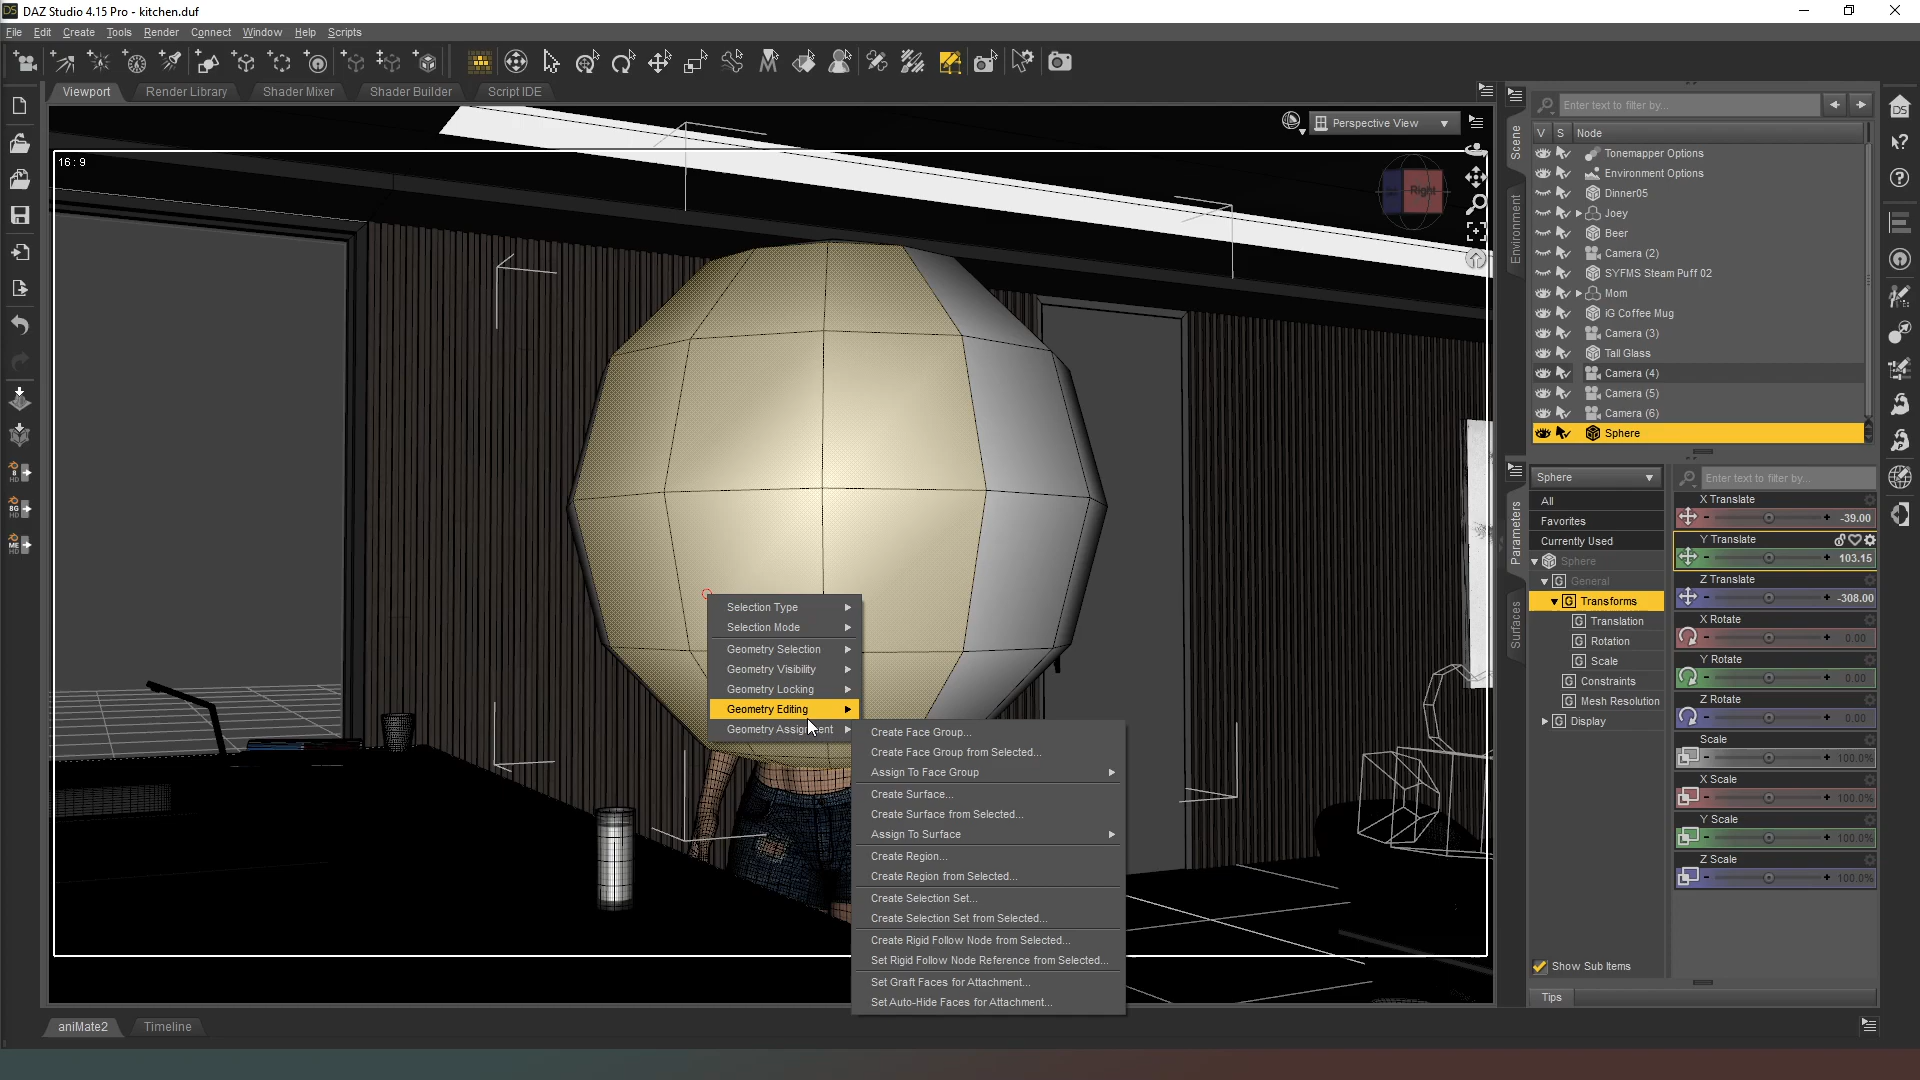 DAZ Studio 4.15 Pro - kitchen.duf
File Edit Create Tools Render Connect Window Help Scripts
Viewport Render Library Shader Mixer Shader Builder Script IDE
16 : 9
Perspective View
Right
Selection Type
Selection Mode
Geometry Selection
Geometry Visibility
Geometry Locking
Geometry Editing
Geometry Assignment
Create Face Group...
Create Face Group from Selected...
Assign To Face Group
Create Surface...
Create Surface from Selected...
Assign To Surface
Create Region...
Create Region from Selected...
Create Selection Set...
Create Selection Set from Selected...
Create Rigid Follow Node from Selected...
Set Rigid Follow Node Reference from Selected...
Set Graft Faces for Attachment...
Set Auto-Hide Faces for Attachment...
Scene
Environment
Enter text to filter by...
V S Node
Tonemapper Options
Environment Options
Dinner05
Joey
Beer
Camera (2)
SYFMS Steam Puff 02
Mom
iG Coffee Mug
Camera (3)
Tall Glass
Camera (4)
Camera (5)
Camera (6)
Sphere
Parameters
Surfaces
Sphere
All
Favorites
Currently Used
Sphere
General
Transforms
Translation
Rotation
Scale
Constraints
Mesh Resolution
Display
Show Sub Items
Enter text to filter by...
X Translate
-39.00
Y Translate
103.15
Z Translate
-308.00
X Rotate
0.00
Y Rotate
0.00
Z Rotate
0.00
Scale
100.0%
X Scale
100.0%
Y Scale
100.0%
Z Scale
100.0%
Tips
aniMate2 Timeline